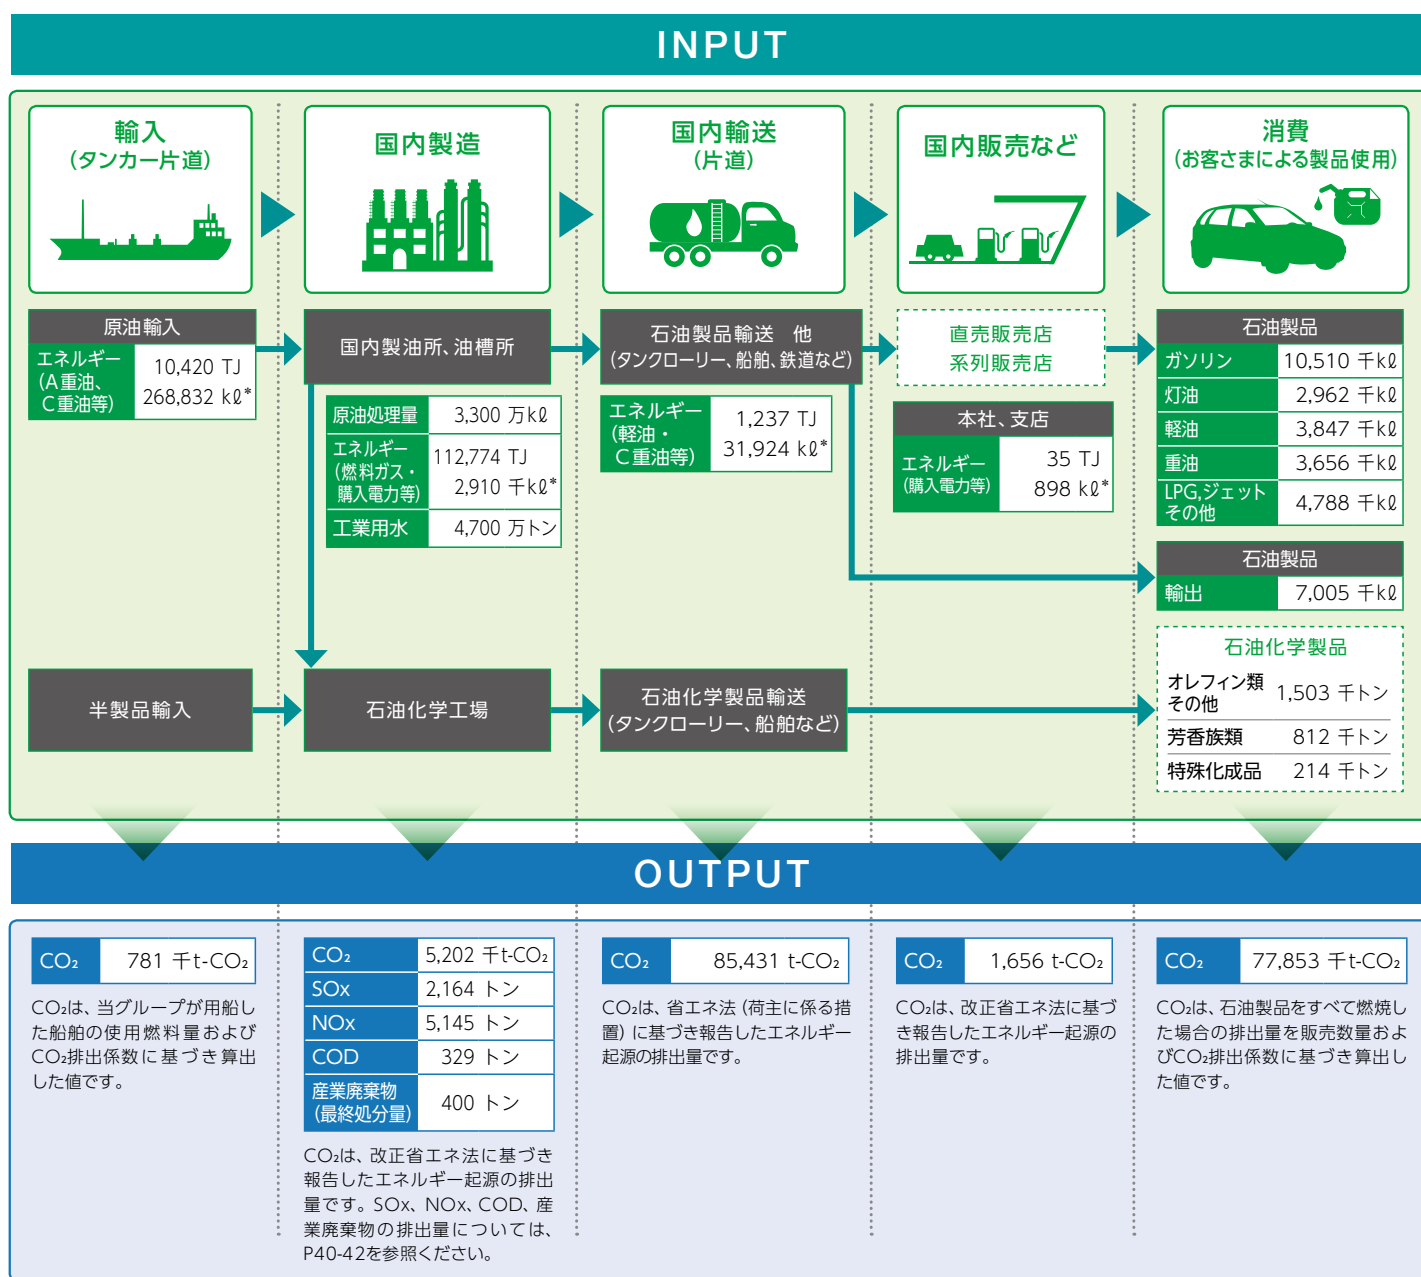 INPUT
輸入
(タンカー片道)
国内製造
国内輸送
(片道)
国内販売など
消費
(お客さまによる製品使用)
原油輸入
エネルギー
(A重油、
C重油等)
10,420 TJ
268,832 kℓ*
国内製油所、油槽所
原油処理量 3,300 万kℓ
エネルギー
(燃料ガス・
購入電力等)
112,774 TJ
2,910 千kℓ*
工業用水 4,700 万トン
石油製品輸送 他
(タンクローリー、船舶、鉄道など)
エネルギー
(軽油・
C重油等)
1,237 TJ
31,924 kℓ*
直売販売店
系列販売店
本社、支店
エネルギー
(購入電力等)
35 TJ
898 kℓ*
石油製品
ガソリン 10,510 千kℓ
灯油 2,962 千kℓ
軽油 3,847 千kℓ
重油 3,656 千kℓ
LPG,ジェット
その他
4,788 千kℓ
石油製品
輸出 7,005 千kℓ
半製品輸入
石油化学工場
石油化学製品輸送
(タンクローリー、船舶など)
石油化学製品
オレフィン類
その他
1,503 千トン
芳香族類 812 千トン
特殊化成品 214 千トン
OUTPUT
CO₂ 781 千t-CO₂
CO₂は、当グループが用船し
た船舶の使用燃料量および
CO₂排出係数に基づき算出
した値です。
CO₂ 5,202 千t-CO₂
SOx 2,164 トン
NOx 5,145 トン
COD 329 トン
産業廃棄物
(最終処分量)
400 トン
CO₂は、改正省エネ法に基づき
報告したエネルギー起源の排出
量です。SOx、NOx、COD、産
業廃棄物の排出量については、
P40-42を参照ください。
CO₂ 85,431 t-CO₂
CO₂は、省エネ法(荷主に係る措
置)に基づき報告したエネルギー
起源の排出量です。
CO₂ 1,656 t-CO₂
CO₂は、改正省エネ法に基づ
き報告したエネルギー起源の
排出量です。
CO₂ 77,853 千t-CO₂
CO₂は、石油製品をすべて燃焼し
た場合の排出量を販売数量およ
びCO₂排出係数に基づき算出し
た値です。